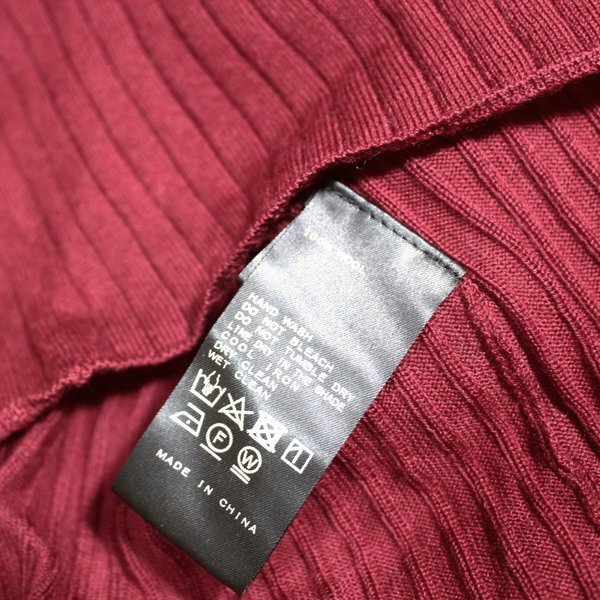 100% WOOL
HAND WASH
DO NOT BLEACH
DO NOT TUMBLE DRY
LINE DRY IN THE SHADE
COOL IRON
DRY CLEAN
WET CLEAN
F
W
MADE IN CHINA